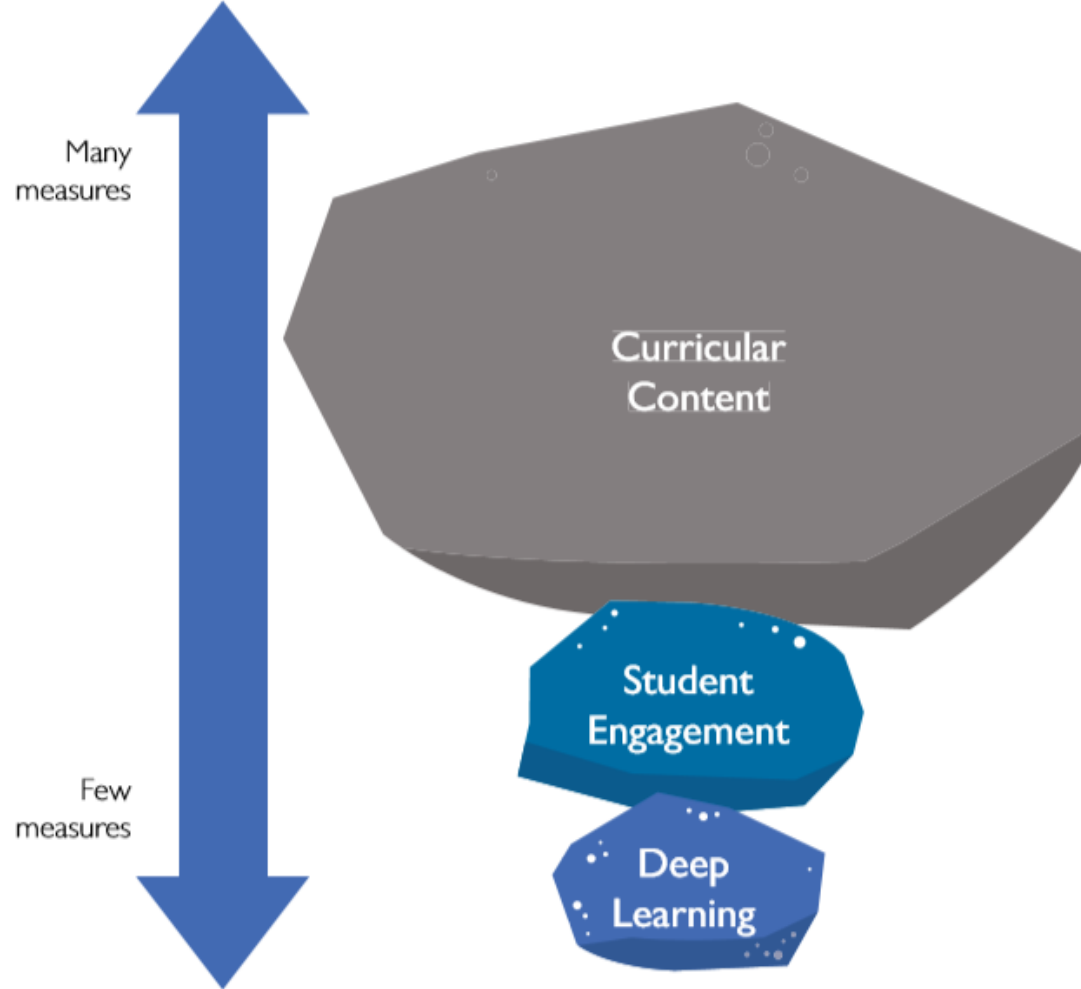 Many
measures
Curricular
Content
Student
Engagement
Few
measures
Deep
Learning